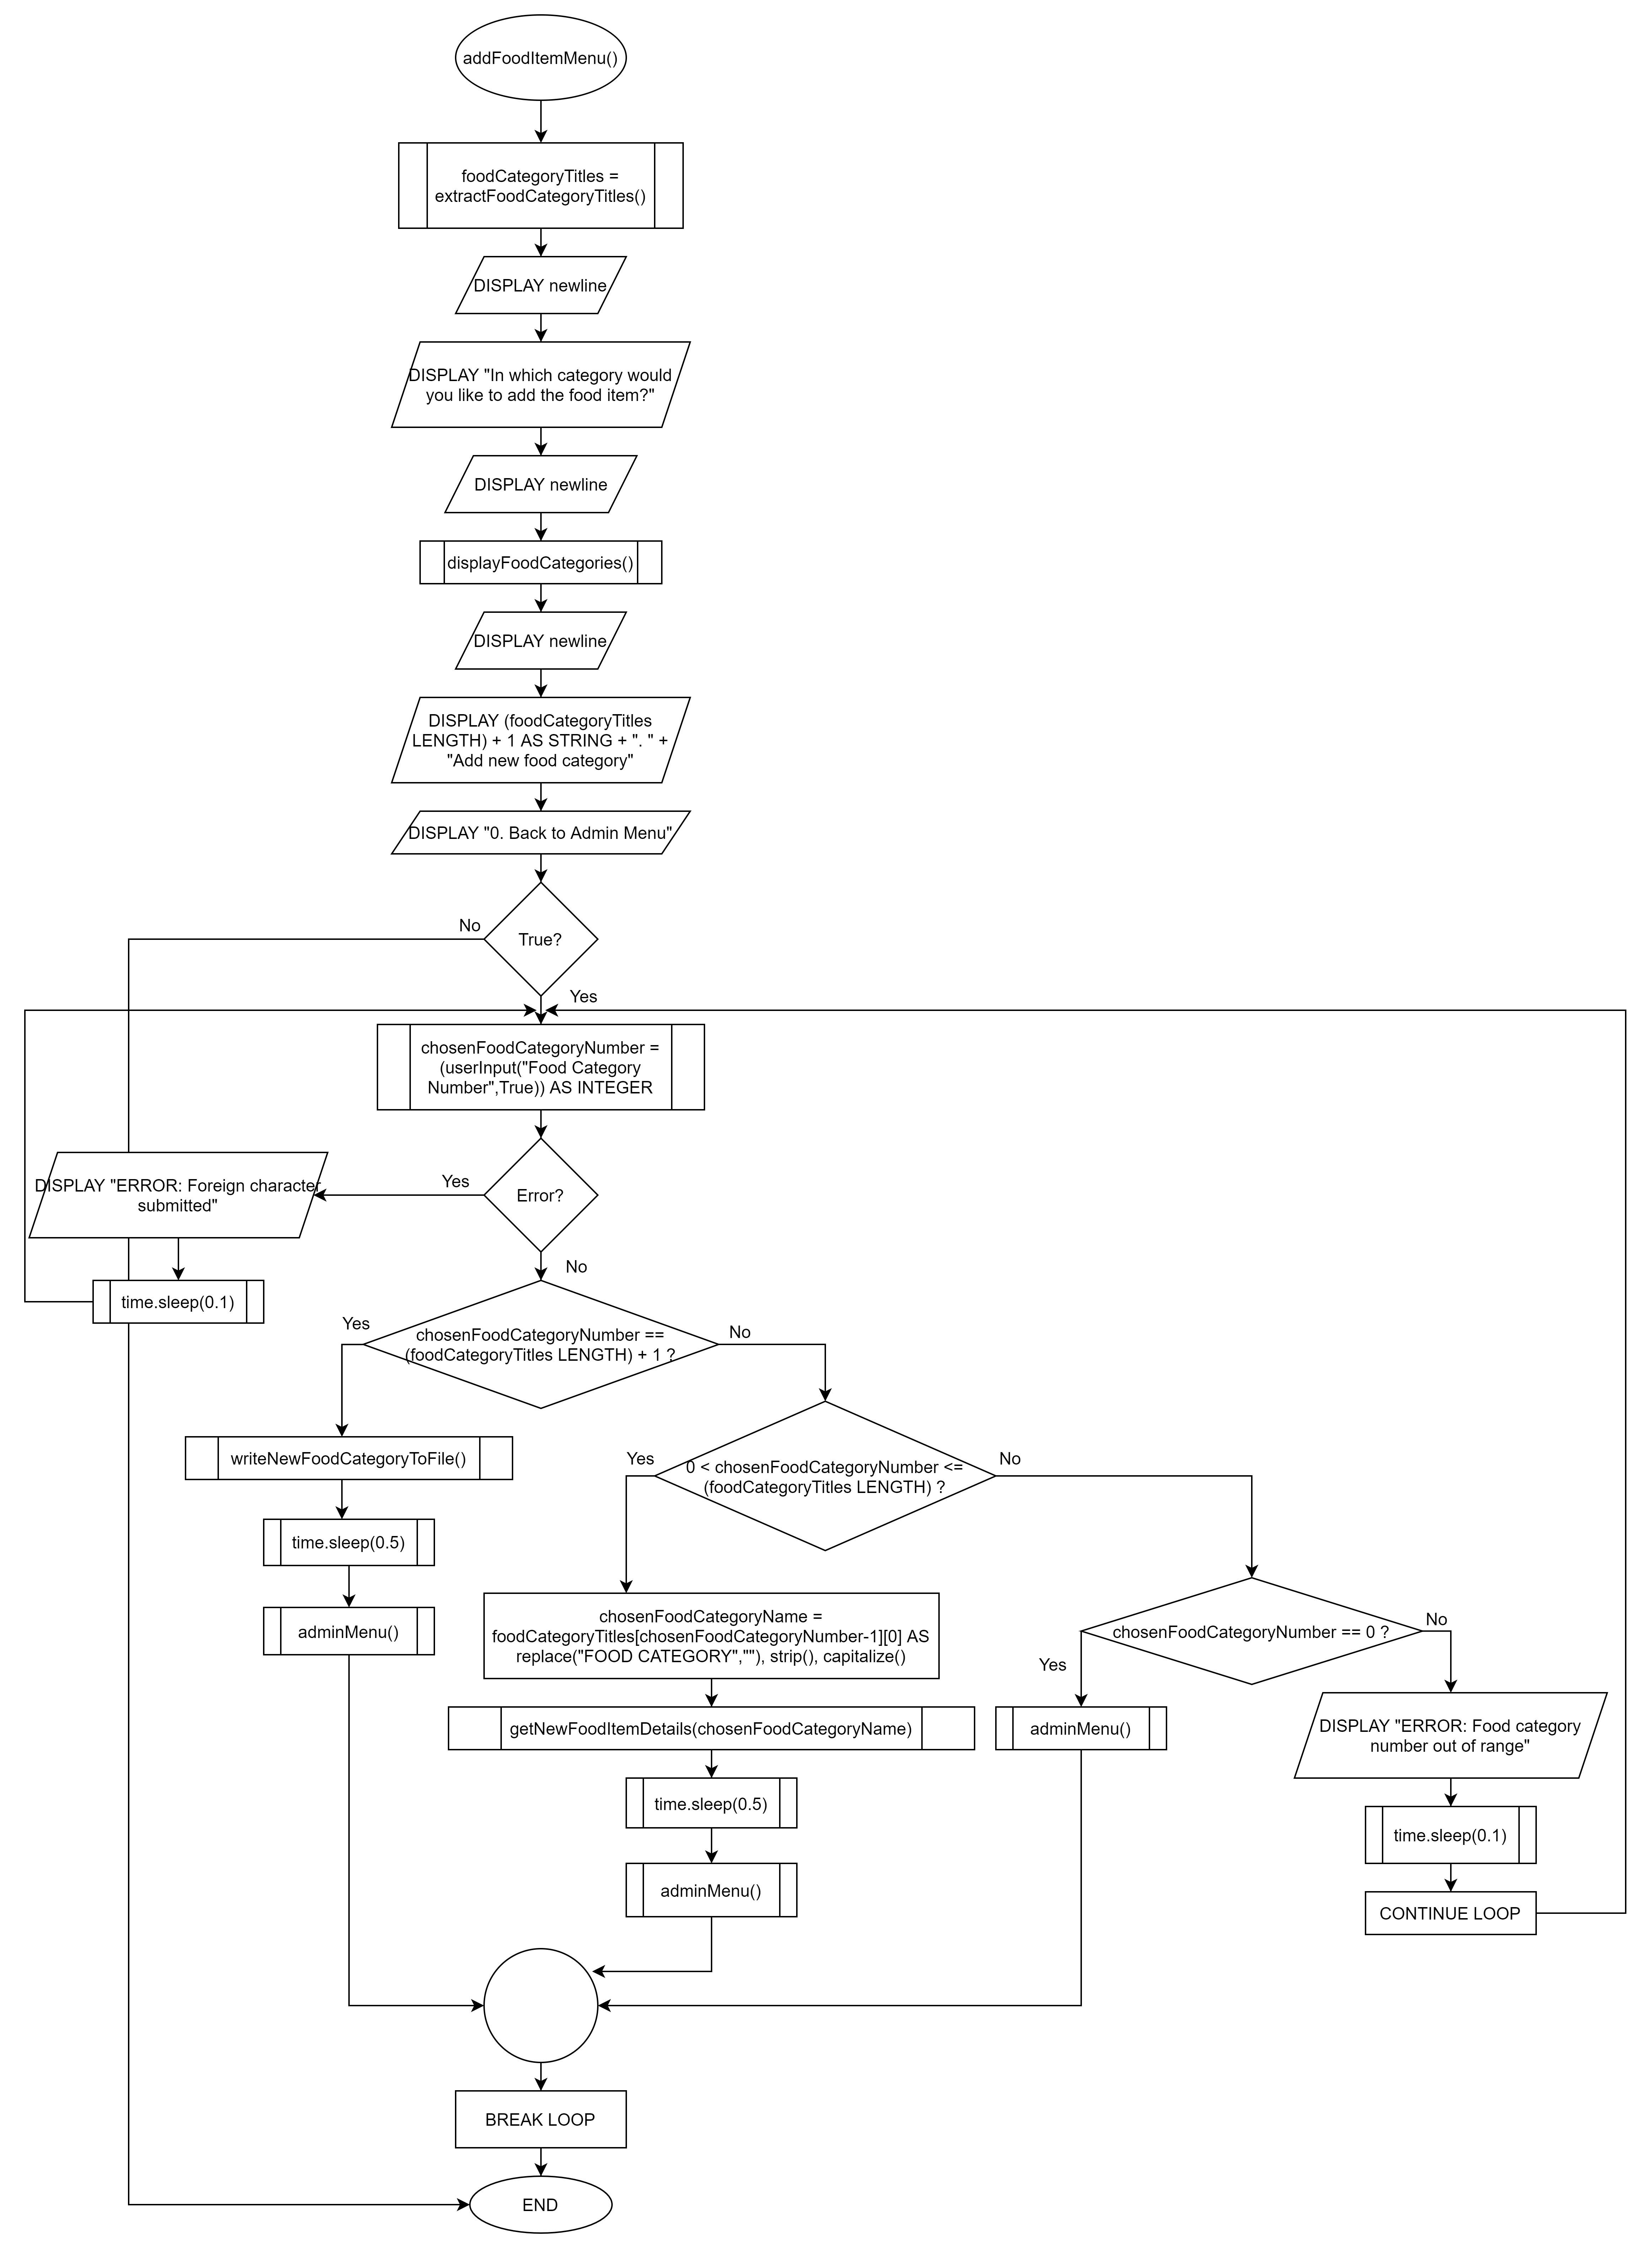 addFoodItemMenu()
foodCategoryTitles =
extractFoodCategoryTitles()
DISPLAY newline
DISPLAY "In which category would
you like to add the food item?"
DISPLAY newline
displayFoodCategories()
DISPLAY newline
DISPLAY (foodCategoryTitles
LENGTH) + 1 AS STRING + ". " +
"Add new food category"
DISPLAY "0. Back to Admin Menu"
No
True?
Yes
chosenFoodCategoryNumber =
(userInput("Food Category
Number",True)) AS INTEGER
DISPLAY "ERROR: Foreign character
submitted"
Yes
Error?
No
time.sleep(0.1)
Yes
chosenFoodCategoryNumber ==
(foodCategoryTitles LENGTH) + 1 ?
No
writeNewFoodCategoryToFile()
Yes
0 < chosenFoodCategoryNumber <=
(foodCategoryTitles LENGTH) ?
No
time.sleep(0.5)
adminMenu()
chosenFoodCategoryName =
foodCategoryTitles[chosenFoodCategoryNumber-1][0] AS
replace("FOOD CATEGORY",""), strip(), capitalize()
Yes
chosenFoodCategoryNumber == 0 ?
No
getNewFoodItemDetails(chosenFoodCategoryName)
adminMenu()
DISPLAY "ERROR: Food category
number out of range"
time.sleep(0.5)
time.sleep(0.1)
adminMenu()
CONTINUE LOOP
BREAK LOOP
END